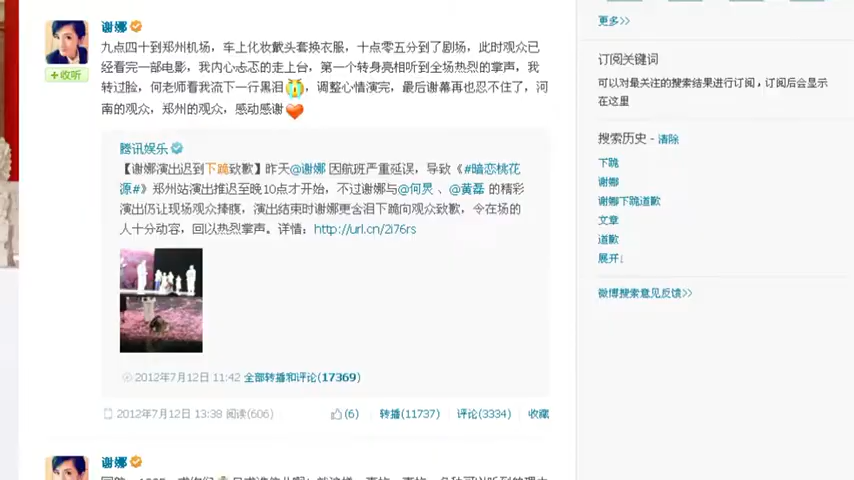 谢娜
九点四十到郑州机场，车上化妆戴头套换衣服，十点零五分到了剧场，此时观众已
经看完一部电影，我内心忐忑的走上台，第一个转身亮相听到全场热烈的掌声，我
转过脸，何老师看我流下一行黑泪，调整心情演完，最后谢幕再也忍不住了，河
南的观众，郑州的观众，感动感谢
+收听
腾讯娱乐
【谢娜演出迟到下跪致歉】昨天@谢娜 因航班严重延误，导致《#暗恋桃花
源#》郑州站演出推迟至晚10点才开始，不过谢娜与@何炅 、@黄磊 的精彩
演出仍让现场观众捧腹，演出结束时谢娜更含泪下跪向观众致歉，令在场的
人十分动容，回以热烈掌声。详情：http://url.cn/2i76rs
2012年7月12日 11:42 全部转播和评论(17369)
2012年7月12日 13:38 阅读(606)
(6) 转播(11737) 评论(3334) 收藏
谢娜
更多>>
订阅关键词
可以对最关注的搜索结果进行订阅，订阅后会显示
在这里
搜索历史 - 清除
下跪
谢娜
谢娜下跪道歉
文章
道歉
展开↓
微博搜索意见反馈>>